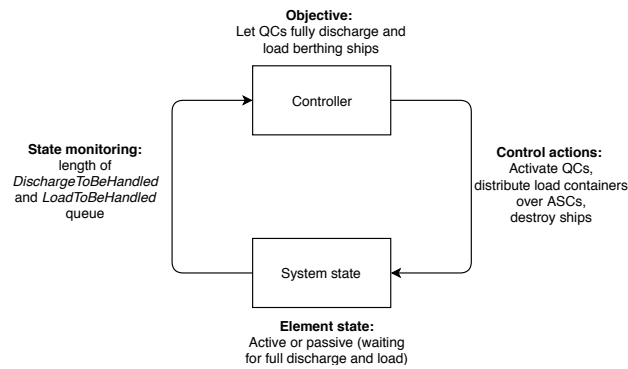 Objective:
Let QCs fully discharge and
load berthing ships
Controller
State monitoring:
length of
DischargeToBeHandled
and LoadToBeHandled
queue
Control actions:
Activate QCs,
distribute load containers
over ASCs,
destroy ships
System state
Element state:
Active or passive (waiting
for full discharge and load)